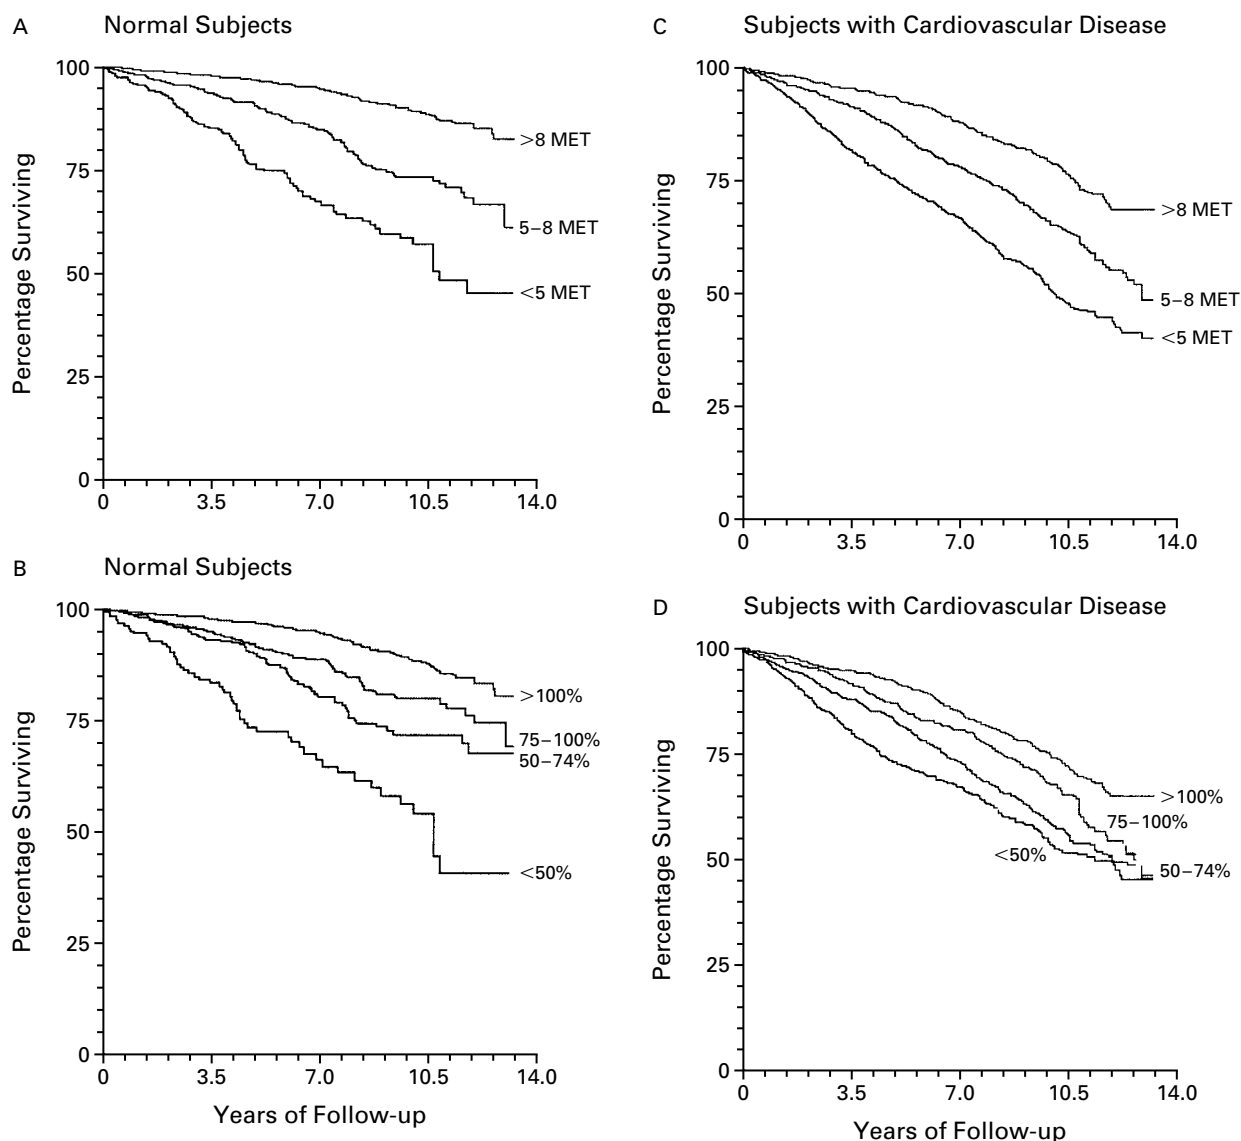 A
Normal Subjects
Percentage Surviving
100
75
50
25
0
0 3.5 7.0 10.5 14.0
>8 MET
5–8 MET
<5 MET
B
Normal Subjects
Percentage Surviving
100
75
50
25
0
0 3.5 7.0 10.5 14.0
Years of Follow-up
>100%
75–100%
50–74%
<50%
C
Subjects with Cardiovascular Disease
Percentage Surviving
100
75
50
25
0
0 3.5 7.0 10.5 14.0
>8 MET
5–8 MET
<5 MET
D
Subjects with Cardiovascular Disease
Percentage Surviving
100
75
50
25
0
0 3.5 7.0 10.5 14.0
Years of Follow-up
>100%
75–100%
<50%
50–74%